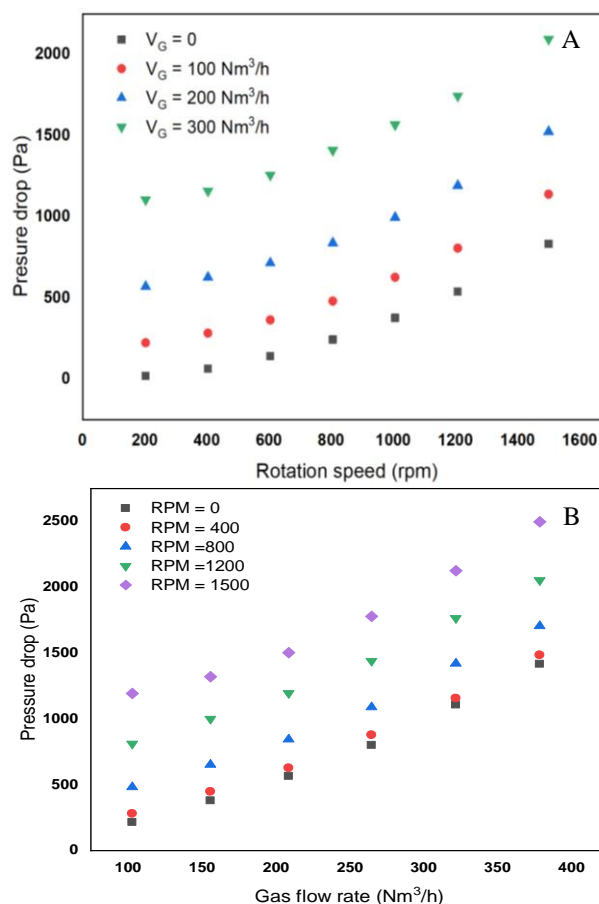 A
V_G = 0
V_G = 100 Nm³/h
V_G = 200 Nm³/h
V_G = 300 Nm³/h
2000
1500
1000
500
0
Presure drop (Pa)
0 200 400 600 800 1000 1200 1400 1600
Rotation speed (rpm)
B
RPM = 0
RPM = 400
RPM =800
RPM =1200
RPM = 1500
2500
2000
1500
1000
500
0
Pressure drop (Pa)
100 150 200 250 300 350 400
Gas flow rate (Nm³/h)